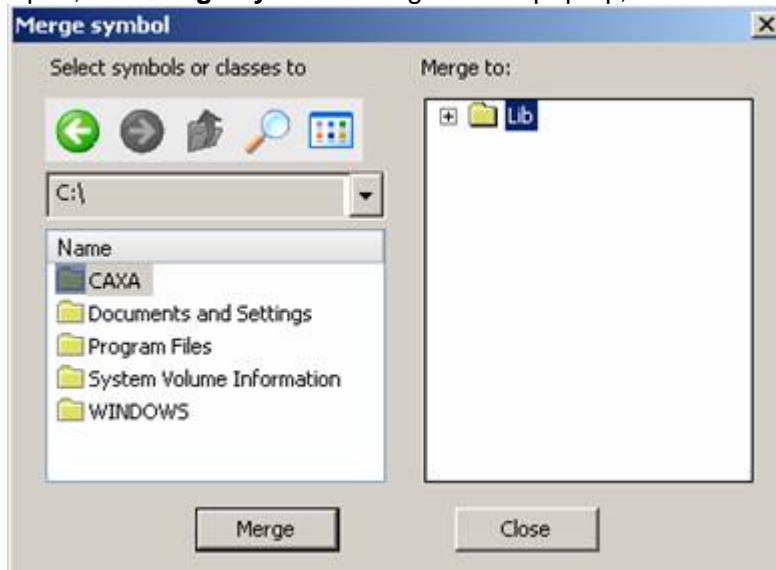 Merge symbol
Select symbols or classes to
Merge to:
Lib
C:\
Name
CAXA
Documents and Settings
Program Files
System Volume Information
WINDOWS
Merge
Close